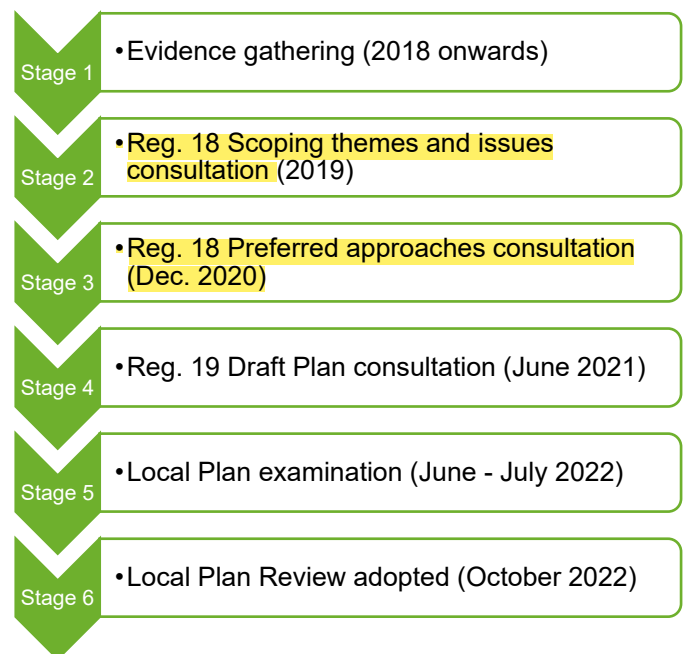 Stage 1
•Evidence gathering (2018 onwards)
Stage 2
•Reg. 18 Scoping themes and issues
consultation (2019)
Stage 3
•Reg. 18 Preferred approaches consultation
(Dec. 2020)
Stage 4
•Reg. 19 Draft Plan consultation (June 2021)
Stage 5
•Local Plan examination (June - July 2022)
Stage 6
•Local Plan Review adopted (October 2022)